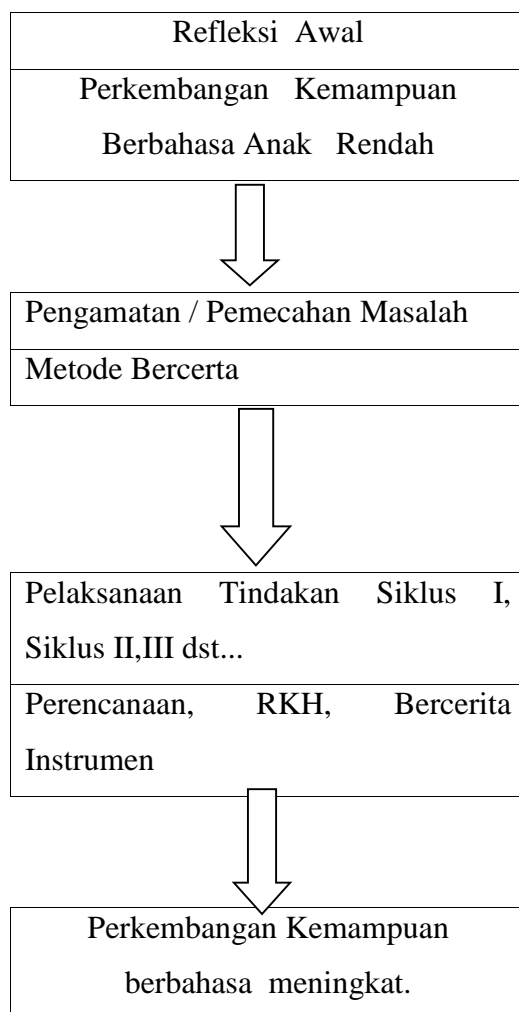 Refleksi Awal
Perkembangan Kemampuan
Berbahasa Anak Rendah
Pengamatan / Pemecahan Masalah
Metode Bercerta
Pelaksanaan Tindakan Siklus I,
Siklus II,III dst...
Perencanaan, RKH, Bercerita
Instrumen
Perkembangan Kemampuan
berbahasa meningkat.